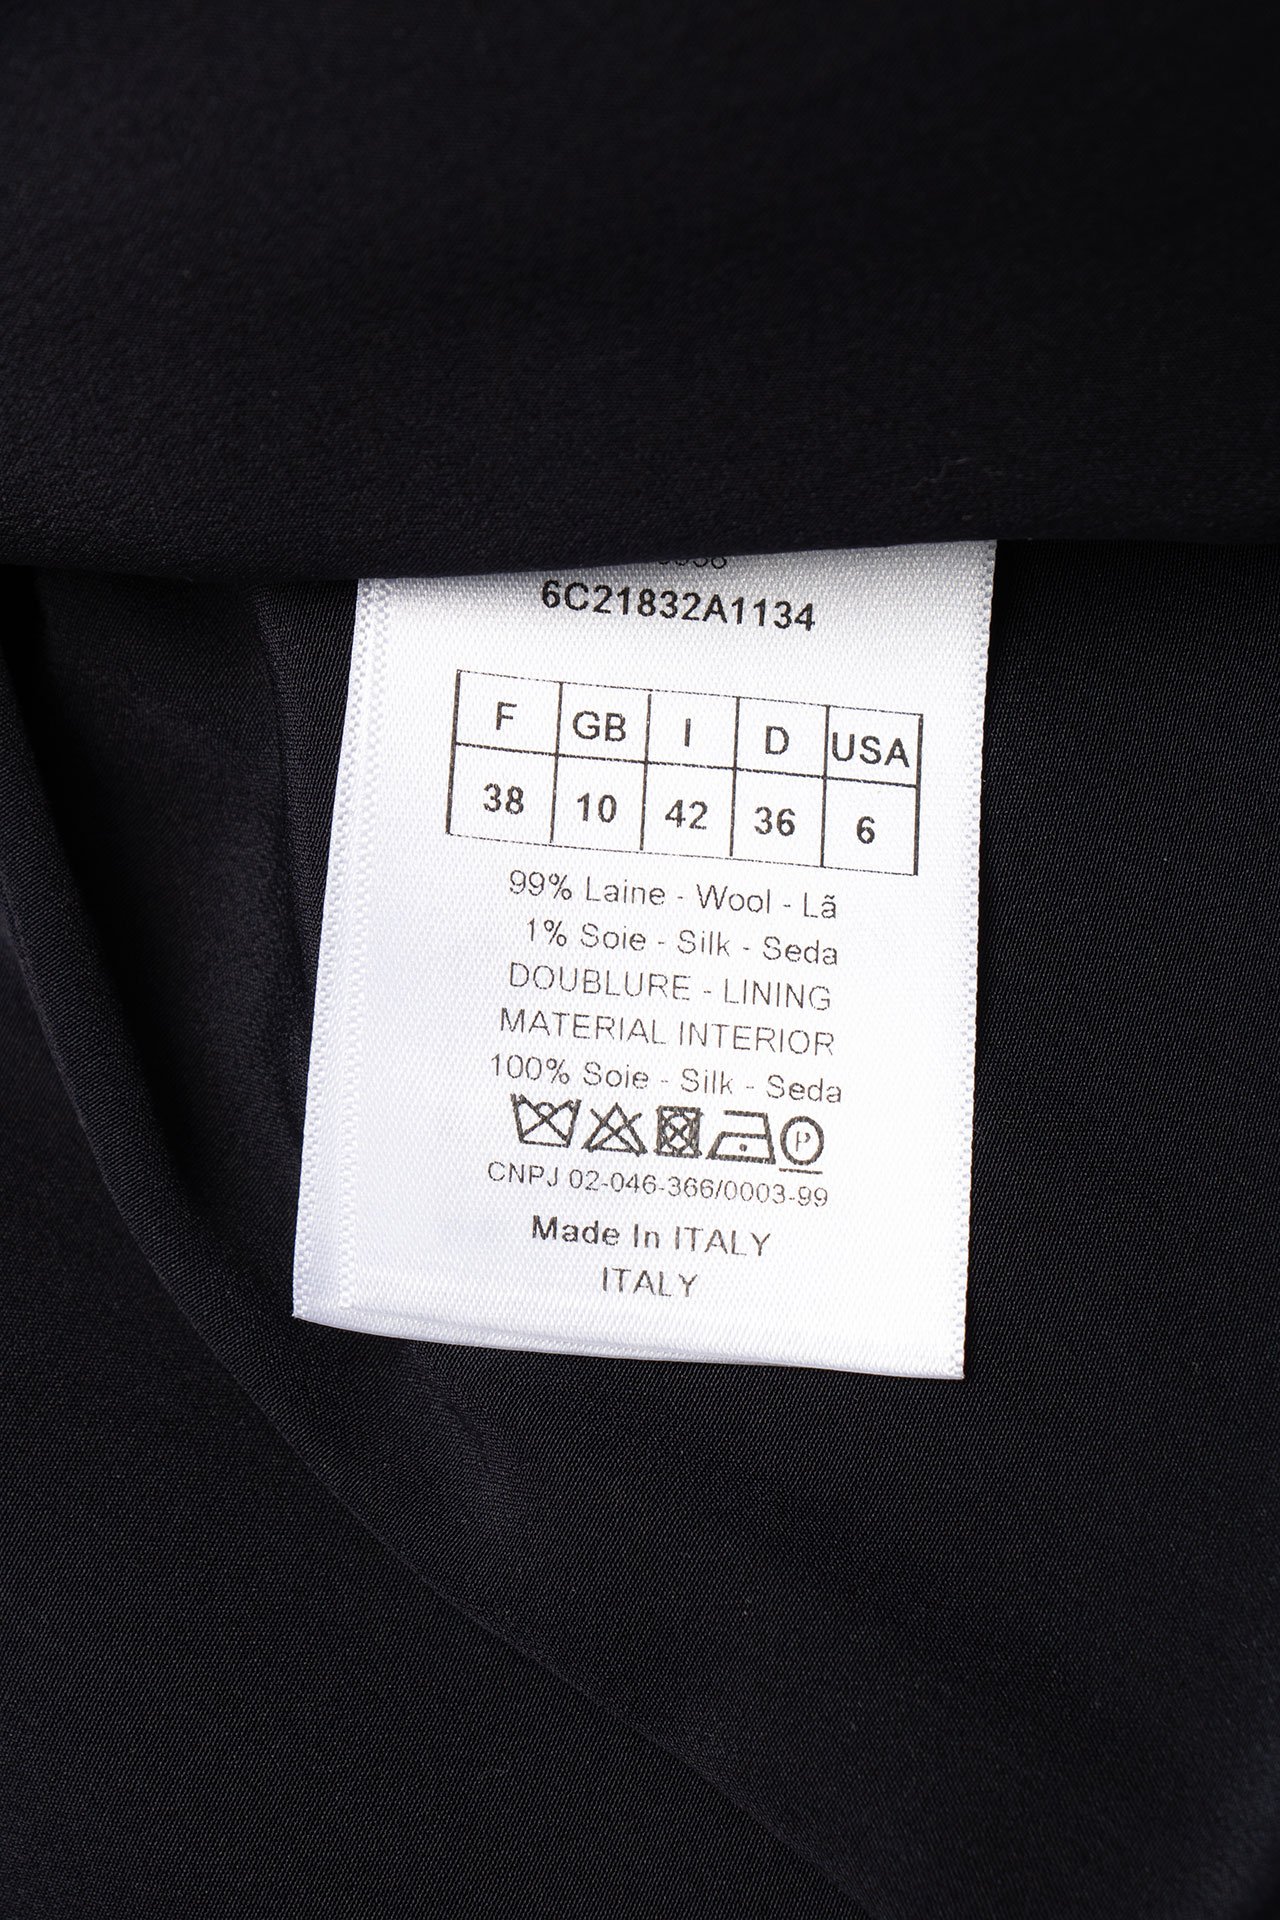 6C21832A1134
F GB I D USA
38 10 42 36 6
99% Laine - Wool - Lã
1% Soie - Silk - Seda
DOUBLURE - LINING
MATERIAL INTERIOR
100% Soie - Silk - Seda
P
CNPJ 02-046-366/0003-99
Made In ITALY
ITALY